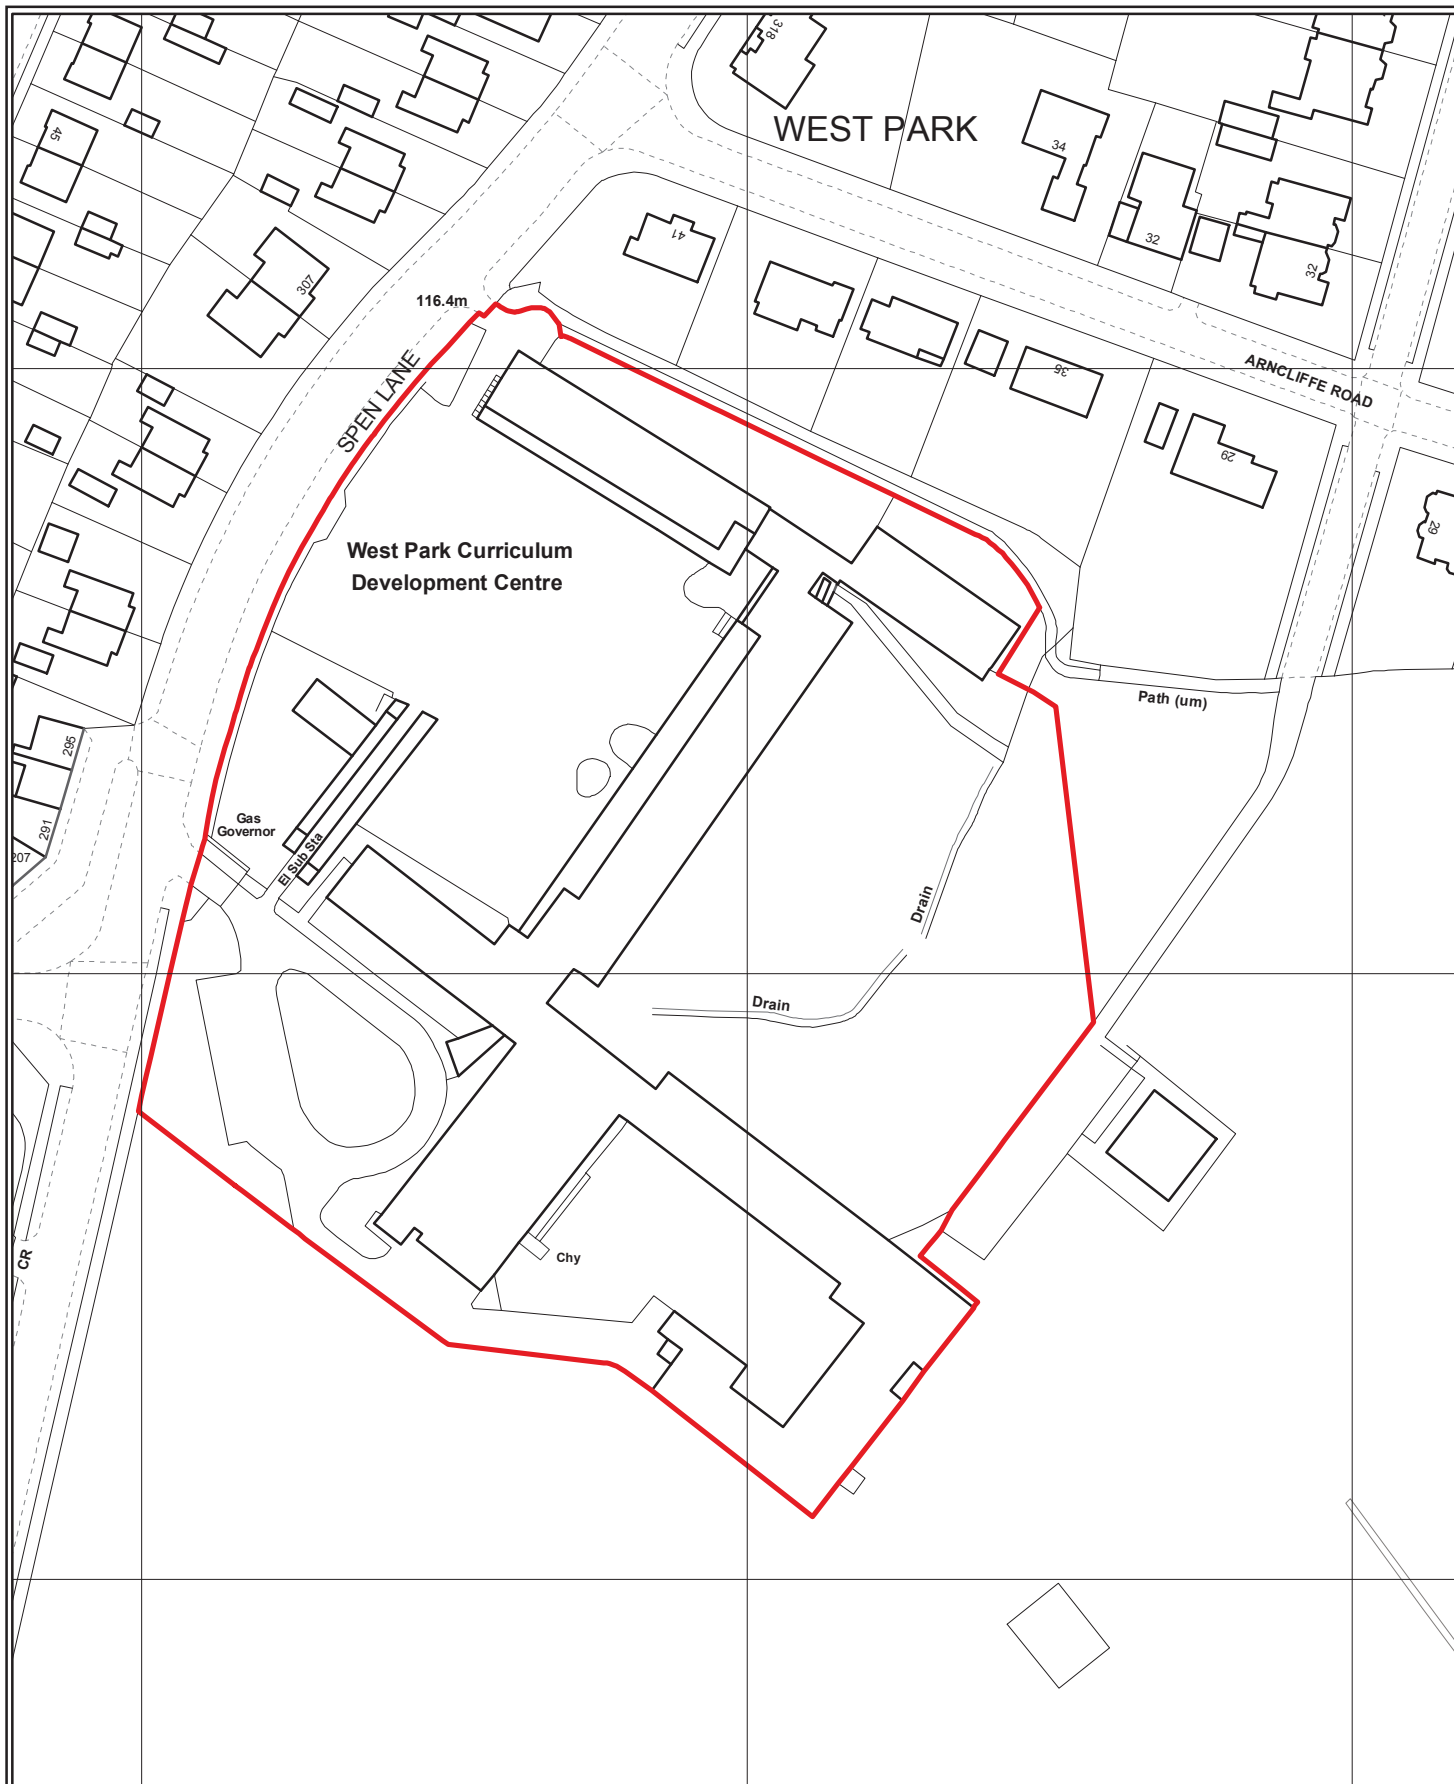 318
WEST PARK
45
34
32
41
32
307
116.4m
SPEN LANE
35
ARNCLIFFE ROAD
29
29
West Park Curriculum
Development Centre
Path (um)
295
Gas
Governor
291
El Sub Sta
207
Drain
Drain
CR
Chy